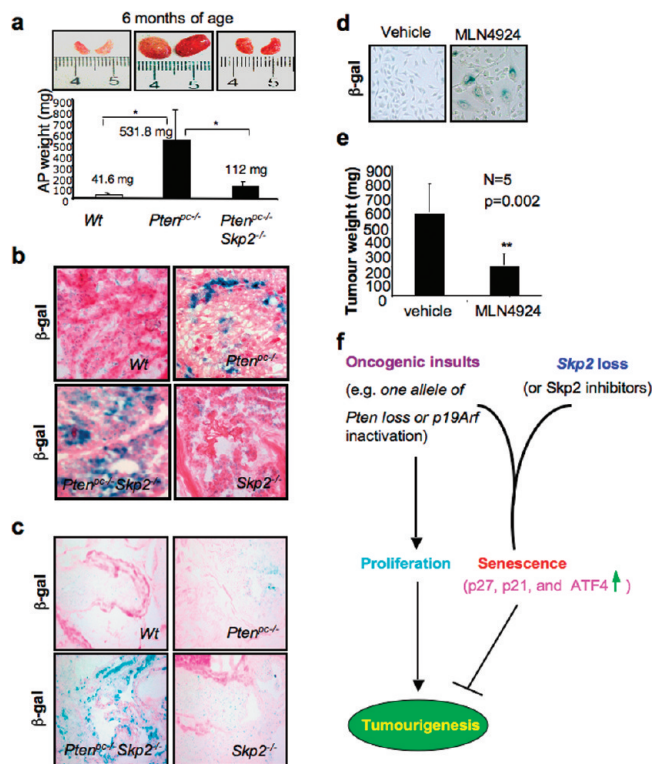 a
6 months of age
4 5
4 5
4 5
AP weight (mg)
900
800
700
600
500
400
300
200
100
0
*
*
41.6 mg
531.8 mg
112 mg
Wt
Pten^pc-/-
Pten^pc-/-
Skp2^-/-
b
β-gal
Wt
Pten^pc-/-
β-gal
Pten^pc-/- Skp2^-/-
Skp2^-/-
c
β-gal
Wt
Pten^pc-/-
β-gal
Pten^pc-/- Skp2^-/-
Skp2^-/-
d
Vehicle MLN4924
β-gal
e
Tumour weight (mg)
900
800
700
600
500
400
300
200
100
0
N=5
p=0.002
**
vehicle MLN4924
f
Oncogenic insults
(e.g. one allele of
Pten loss or p19Arf
inactivation)
Skp2 loss
(or Skp2 inhibitors)
Proliferation
Senescence
(p27, p21, and ATF4 ↑ )
Tumourigenesis